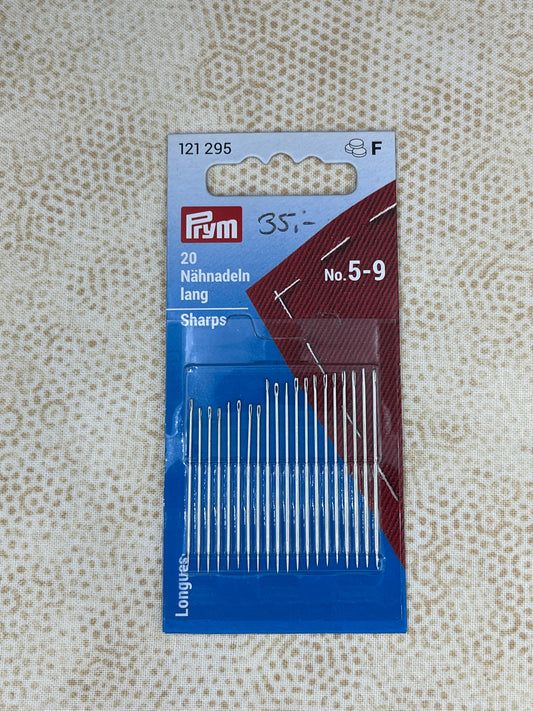 121 295
F
Prym
35,-
20
Nähnadeln
lang
No. 5-9
Sharps
Longues